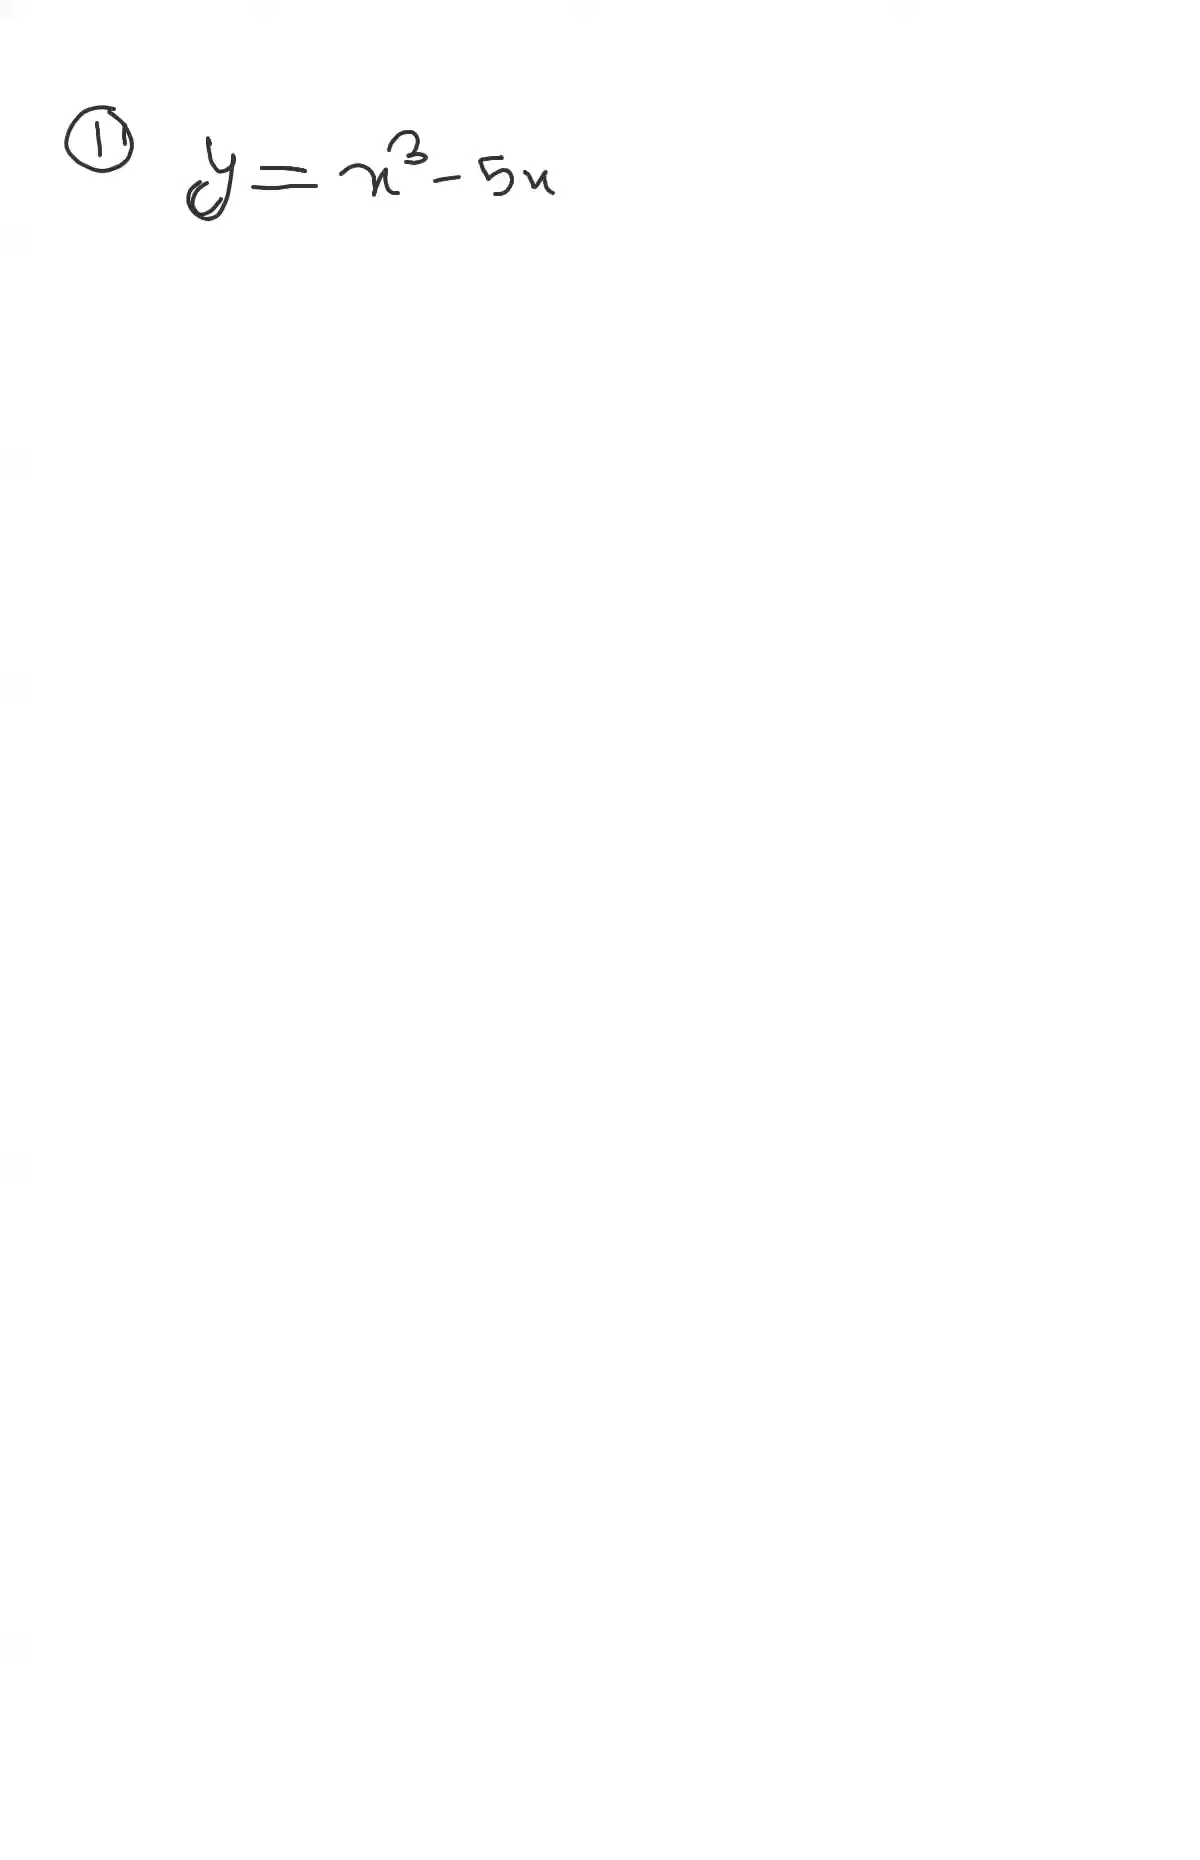 ① y = x³ - 5x